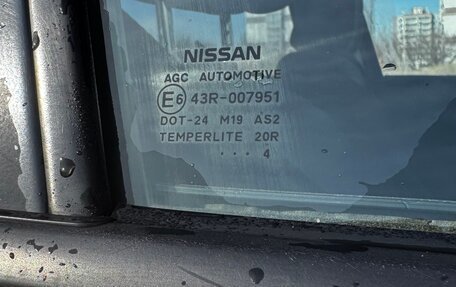 NISSAN
AGC AUTOMOTIVE
E6 43R-007951
DOT-24 M19 AS2
TEMPERLITE 20R
... 4